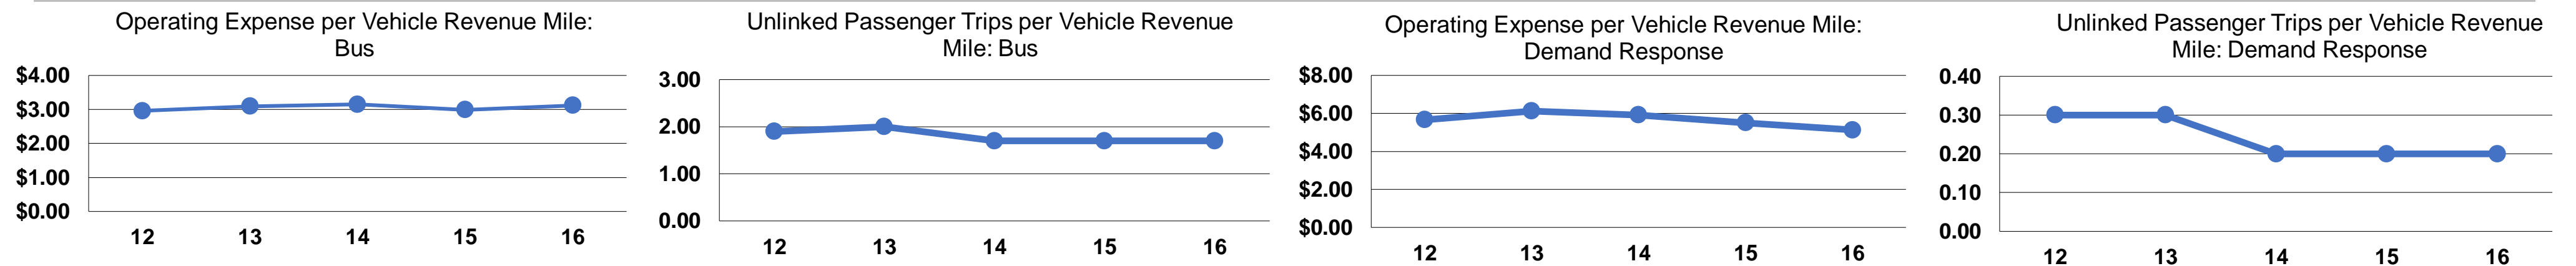 Operating Expense per Vehicle Revenue Mile:
Bus
$4.00
$3.00
$2.00
$1.00
$0.00
12 13 14 15 16
Unlinked Passenger Trips per Vehicle Revenue
Mile: Bus
3.00
2.00
1.00
0.00
12 13 14 15 16
Operating Expense per Vehicle Revenue Mile:
Demand Response
$8.00
$6.00
$4.00
$2.00
$0.00
12 13 14 15 16
Unlinked Passenger Trips per Vehicle Revenue
Mile: Demand Response
0.40
0.30
0.20
0.10
0.00
12 13 14 15 16